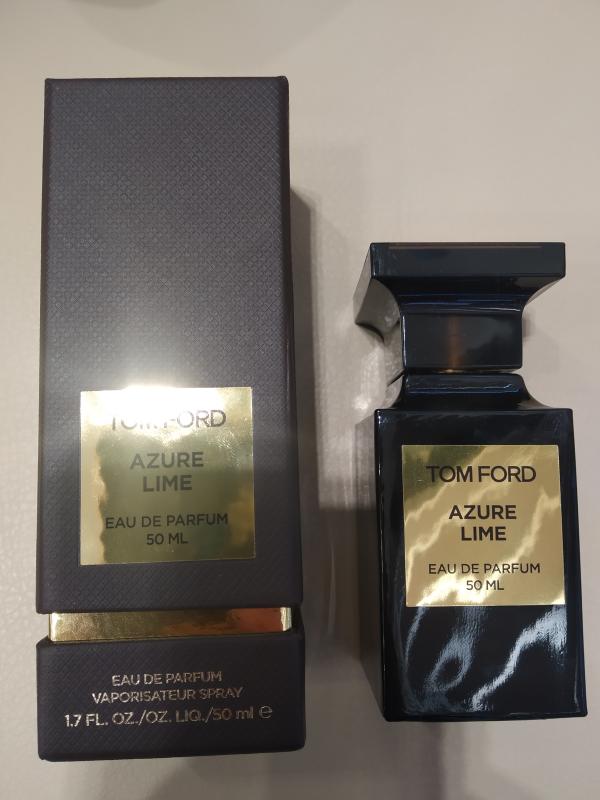 TOM FORD
AZURE
LIME
EAU DE PARFUM
50 ML
EAU DE PARFUM
VAPORISATEUR SPRAY
1.7 FL. OZ./OZ. LIQ./50 ml ℮
TOM FORD
AZURE
LIME
EAU DE PARFUM
50 ML